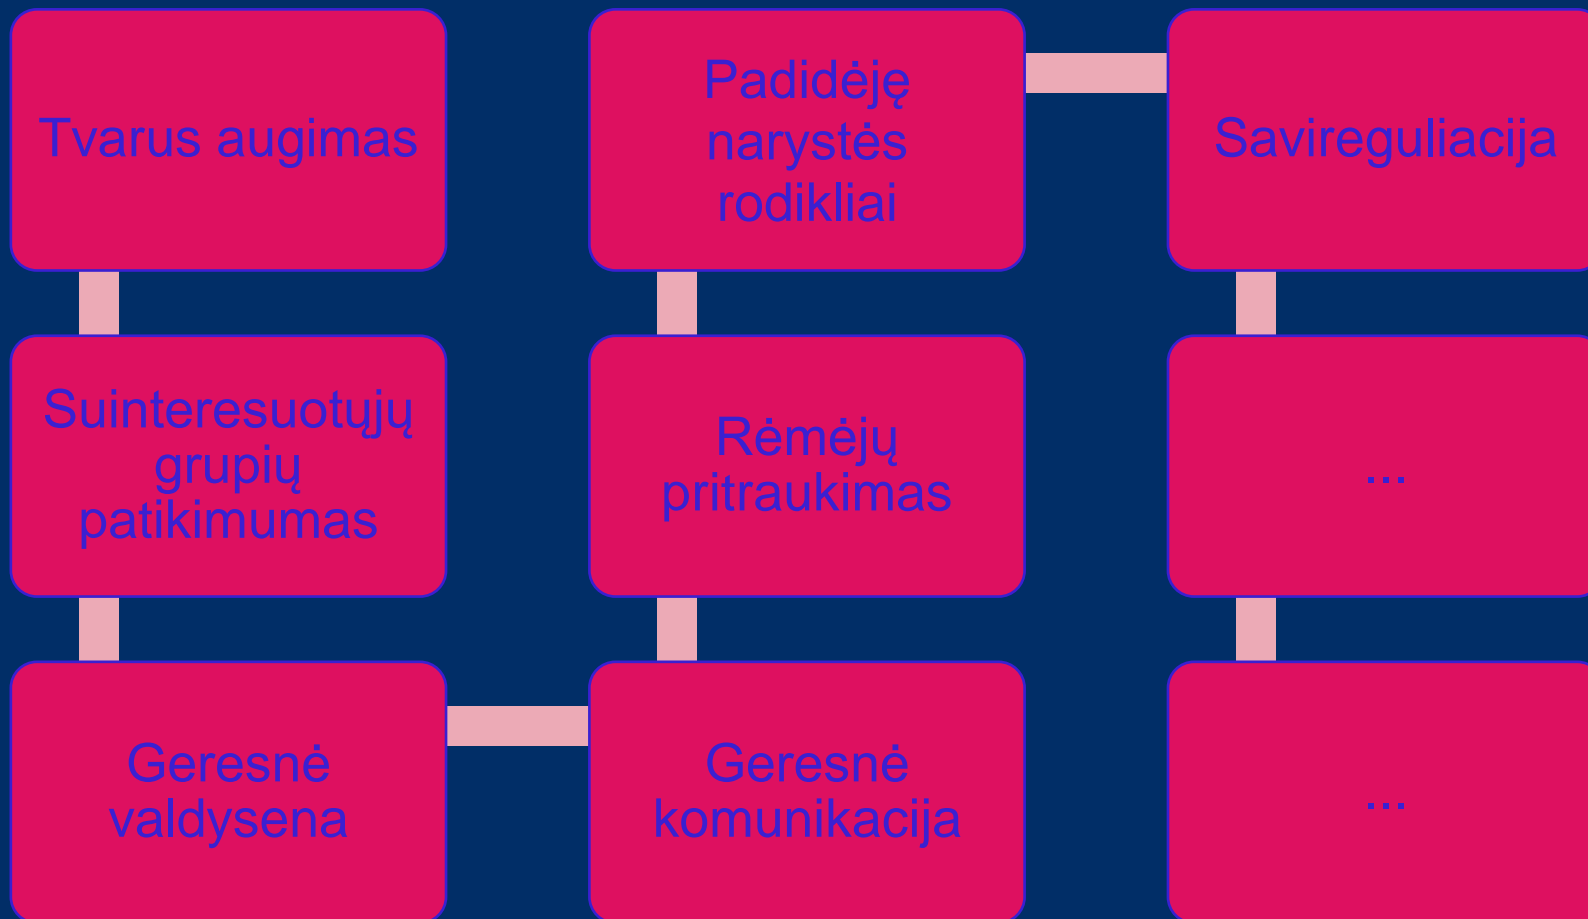 Tvarus augimas
Suinteresuotųjų
grupių
patikimumas
Geresnė
valdysena
Geresnė
komunikacija
Rėmėjų
pritraukimas
Padidėję
narystės
rodikliai
Savireguliacija
...
...